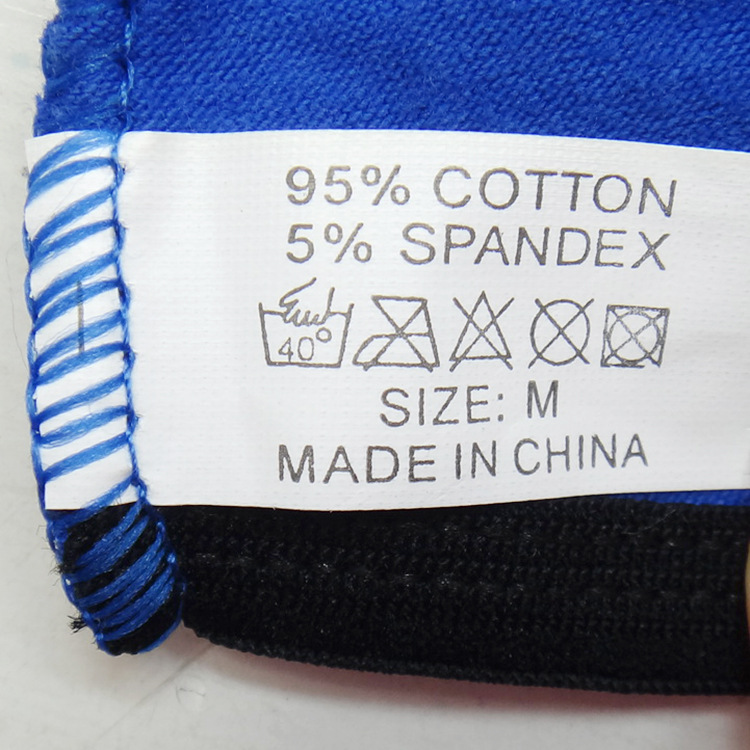 95% COTTON
5% SPANDEX
40°
SIZE: M
MADE IN CHINA